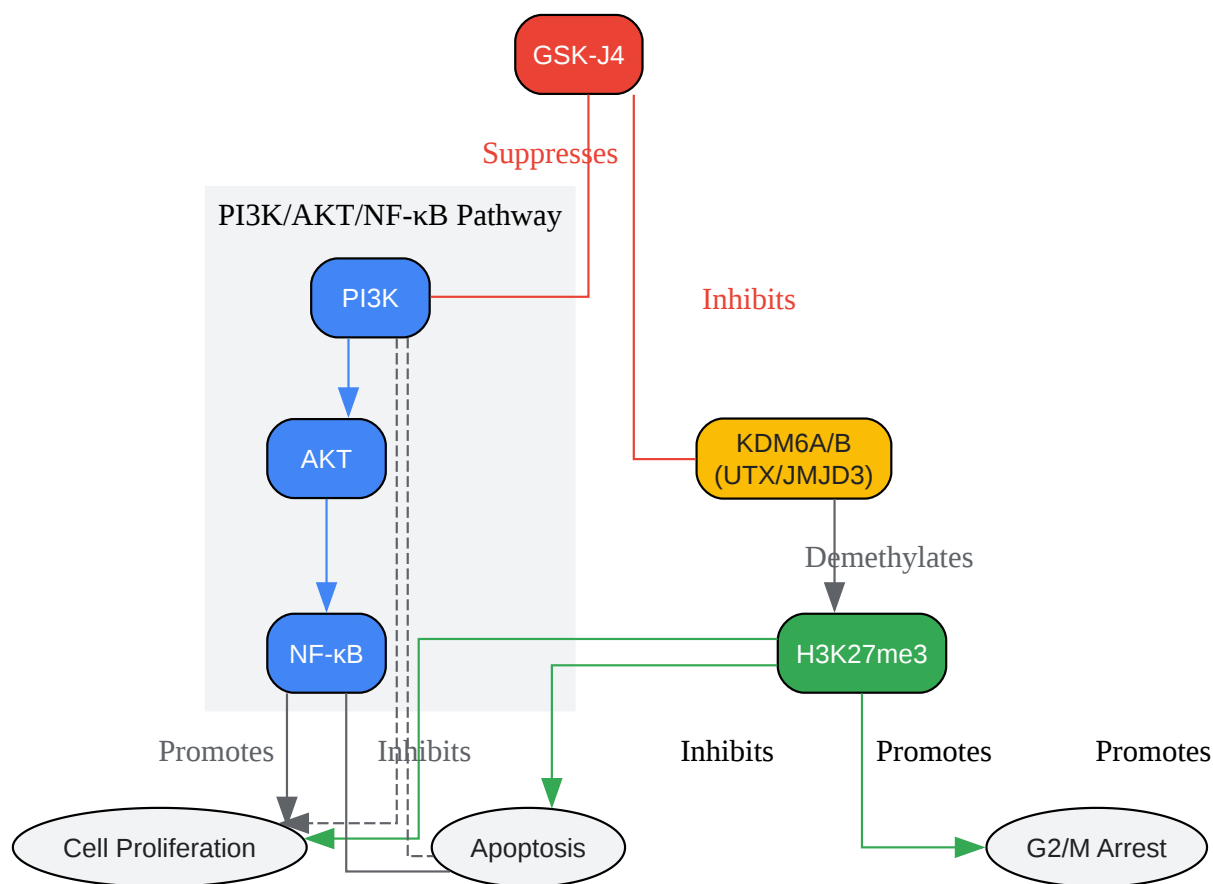 GSK-J4
Suppresses
PI3K/AKT/NF-κB Pathway
PI3K
Inhibits
AKT
KDM6A/B
(UTX/JMJD3)
Demethylates
NF-κB
H3K27me3
Promotes
Inhibits
Inhibits
Promotes
Promotes
Cell Proliferation
Apoptosis
G2/M Arrest